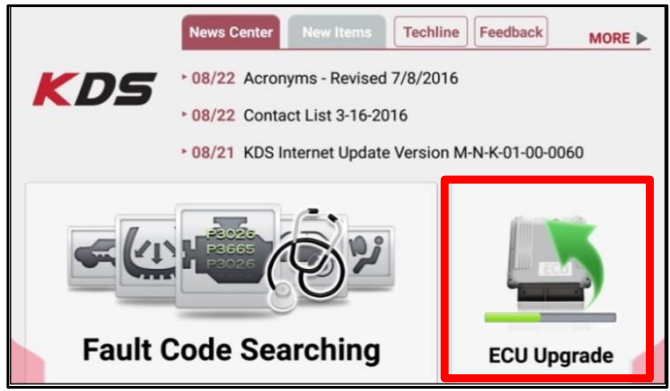 News Center New Items Techline Feedback MORE ▶
KDS
‣ 08/22 Acronyms - Revised 7/8/2016
‣ 08/22 Contact List 3-16-2016
‣ 08/21 KDS Internet Update Version M-N-K-01-00-0060
P3026
P3665
P3026
ECU
Fault Code Searching
ECU Upgrade